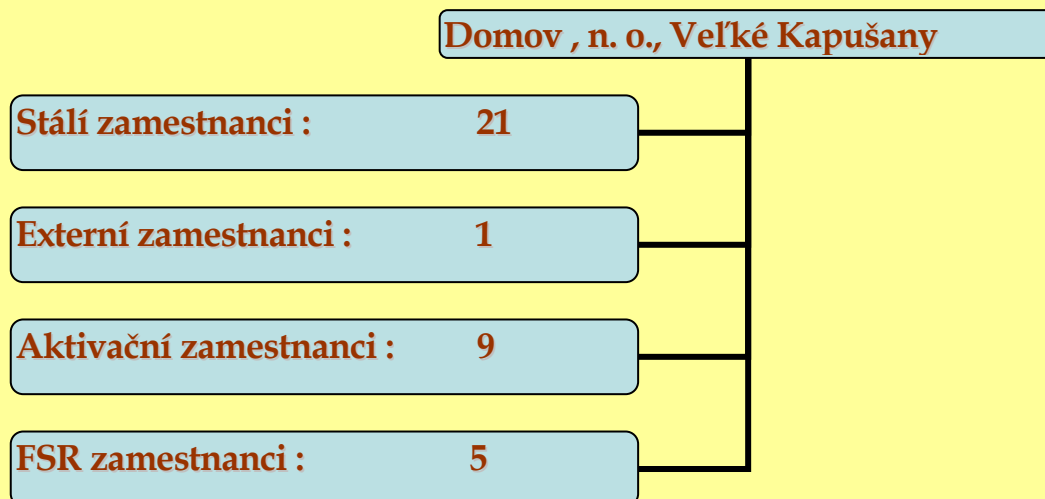 Domov , n. o., Veľké Kapušany
Stálí zamestnanci : 21
Externí zamestnanci : 1
Aktivační zamestnanci : 9
FSR zamestnanci : 5